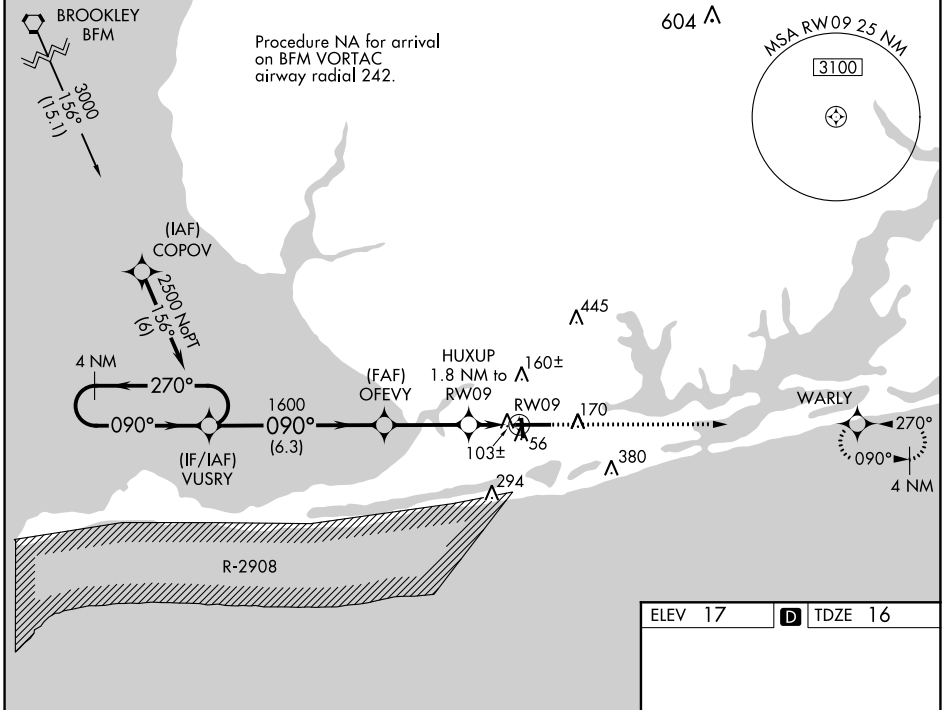 BROOKLEY
BFM
3000
156°
(15.1)
Procedure NA for arrival
on BFM VORTAC
airway radial 242.
604
MSA RW09 25 NM
3100
(IAF)
COPOV
2500 NoPT
156°
(6)
4 NM
270°
090°
(IF/IAF)
VUSRY
1600
090°
(6.3)
(FAF)
OFEVY
HUXUP
1.8 NM to
RW09
445
160±
RW09
170
103±
56
380
294
WARLY
270°
090°
4 NM
R-2908
ELEV 17 D TDZE 16